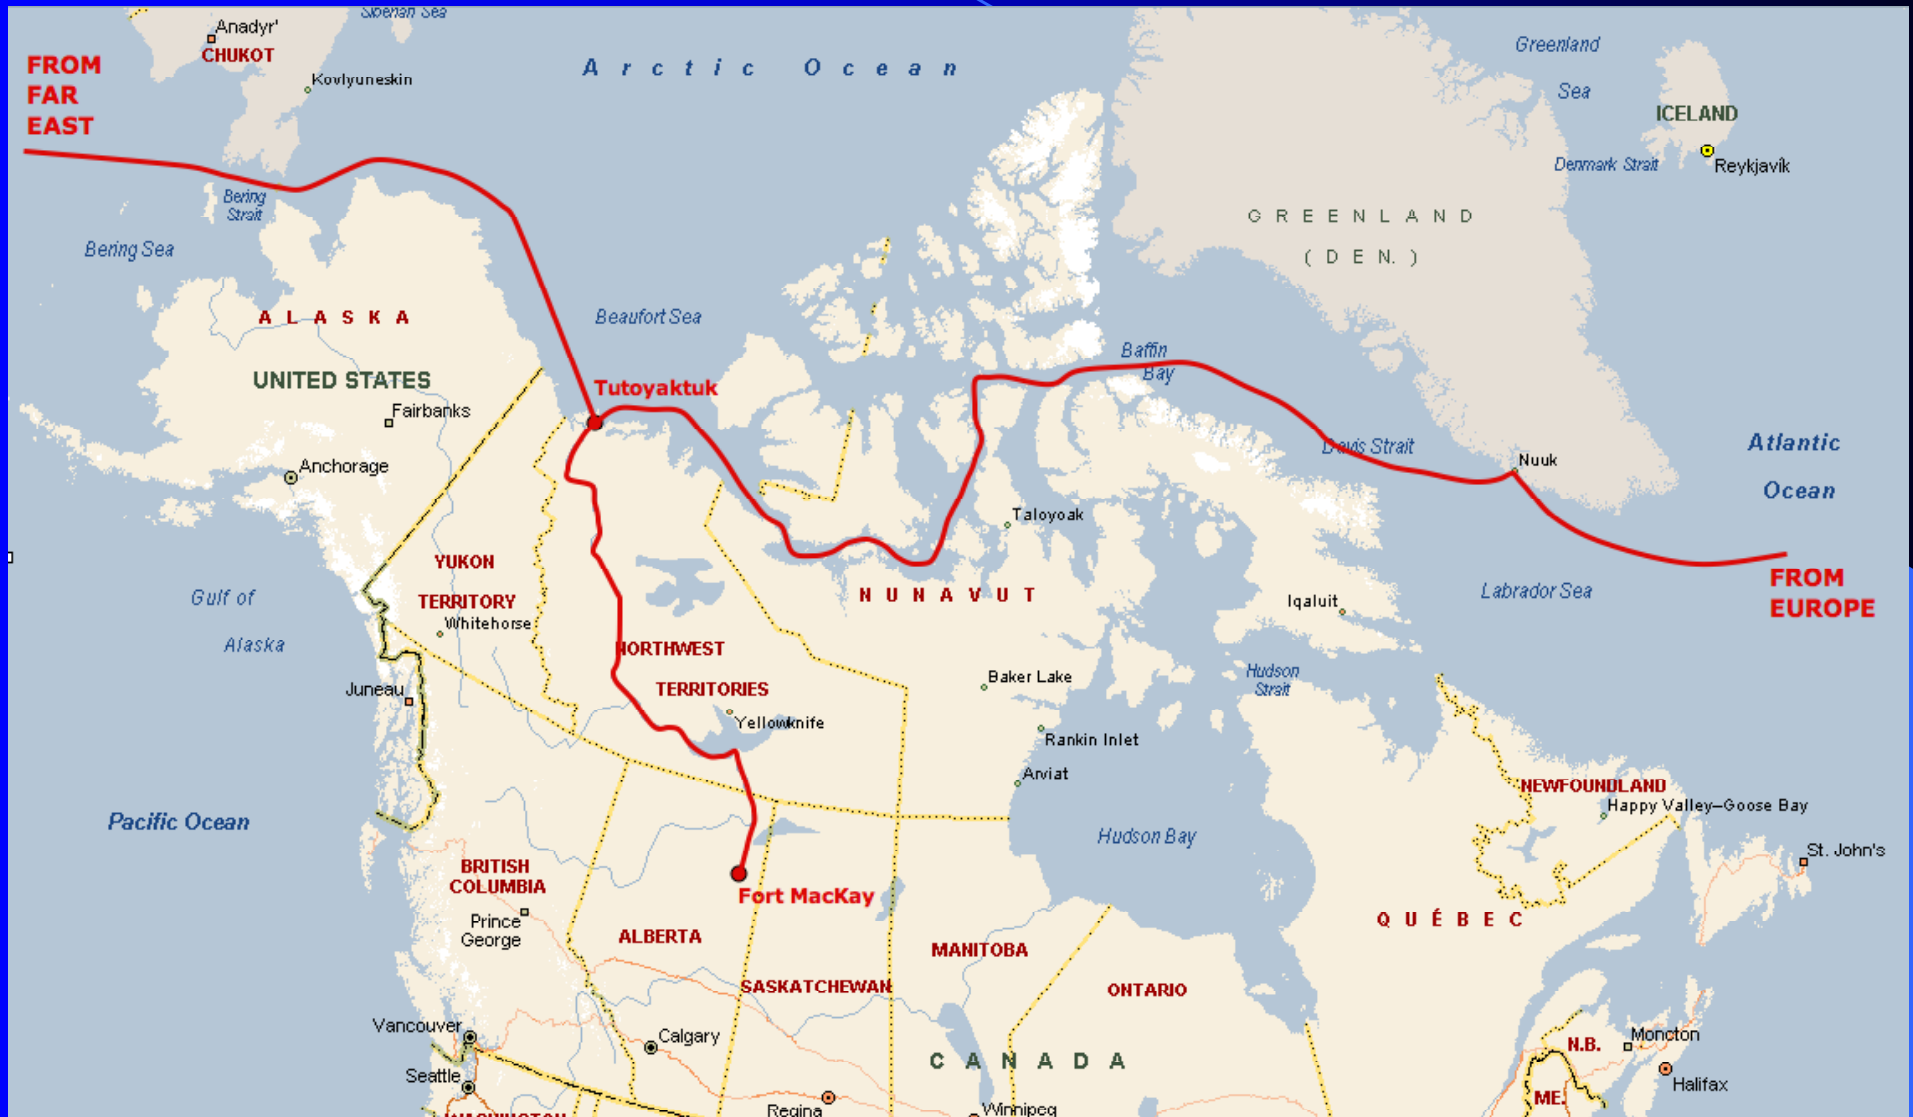 Siberian Sea
Anadyr'
CHUKOT
Kovlyuneskin
FROM
FAR
EAST
Arctic Ocean
Greenland
Sea
ICELAND
Denmark Strait
Reykjavík
Bering
Strait
Bering Sea
GREENLAND
(DEN.)
ALASKA
Beaufort Sea
Baffin
Bay
UNITED STATES
Tutoyaktuk
Fairbanks
Anchorage
Davis Strait
Nuuk
Atlantic
Ocean
Taloyoak
YUKON
TERRITORY
Whitehorse
NUNAVUT
Gulf of
Alaska
Iqaluit
Labrador Sea
FROM
EUROPE
NORTHWEST
TERRITORIES
Yellowknife
Juneau
Baker Lake
Hudson
Strait
Rankin Inlet
Arviat
NEWFOUNDLAND
Happy Valley–Goose Bay
Pacific Ocean
Hudson Bay
St. John's
BRITISH
COLUMBIA
Fort MacKay
Prince
George
ALBERTA
MANITOBA
QUÉBEC
SASKATCHEWAN
ONTARIO
Vancouver
Calgary
CANADA
N.B.
Moncton
Seattle
Halifax
ME.
WASHINGTON
Regina
Winnipeg